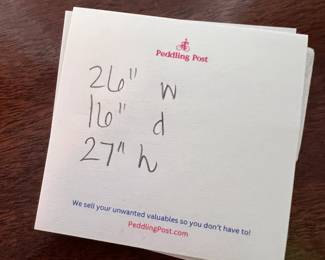 Peddling Post
26" w
16" d
27" h
We sell your unwanted valuables so you don't have to!
PeddlingPost.com